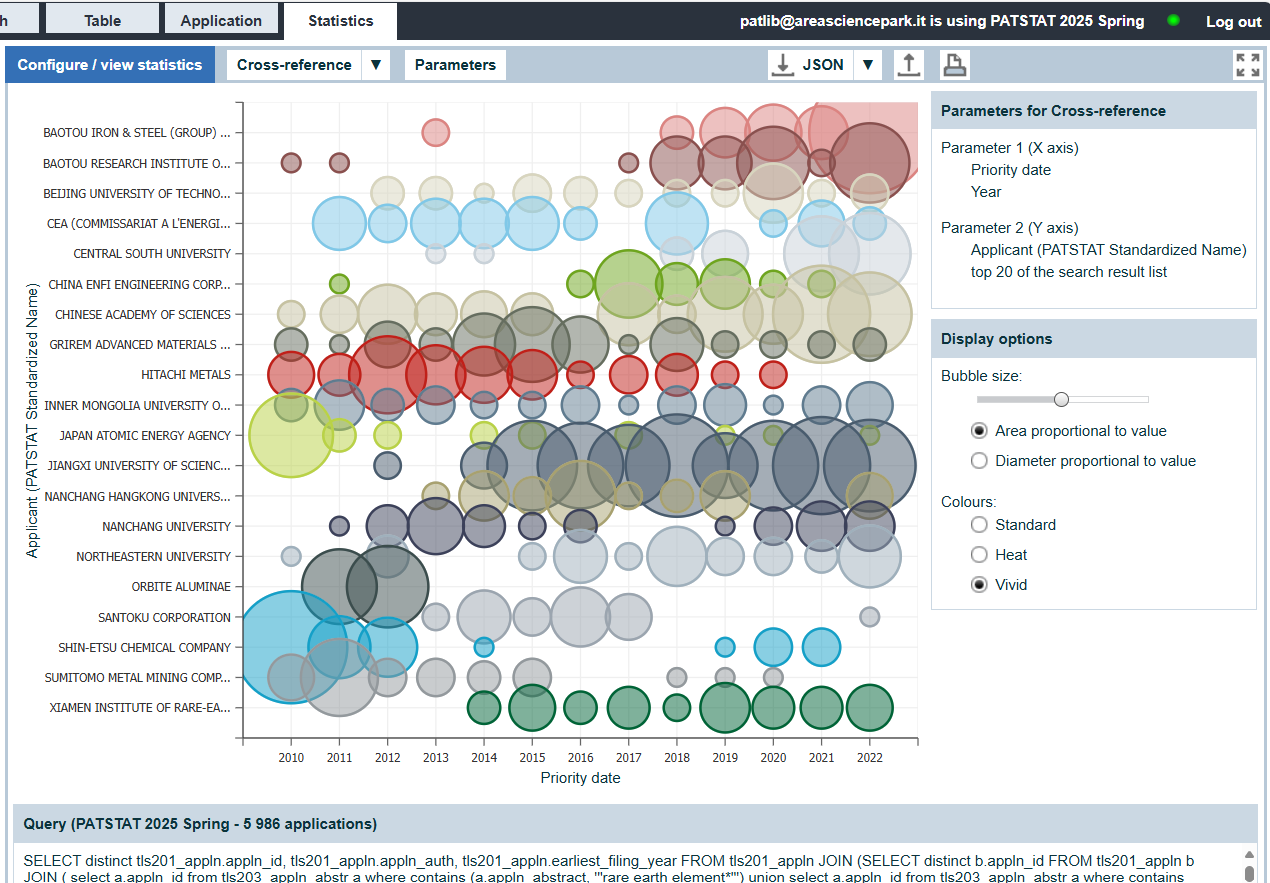 h Table Application Statistics patlib@areasciencepark.it is using PATSTAT 2025 Spring Log out
Configure / view statistics Cross-reference ▼ Parameters JSON ▼
Parameters for Cross-reference
Parameter 1 (X axis)
Priority date
Year
Parameter 2 (Y axis)
Applicant (PATSTAT Standardized Name)
top 20 of the search result list
Display options
Bubble size:
Area proportional to value
Diameter proportional to value
Colours:
Standard
Heat
Vivid
Applicant (PATSTAT Standardized Name)
BAOTOU IRON & STEEL (GROUP) ...
BAOTOU RESEARCH INSTITUTE O...
BEIJING UNIVERSITY OF TECHNO...
CEA (COMMISSARIAT A L'ENERGI...
CENTRAL SOUTH UNIVERSITY
CHINA ENFI ENGINEERING CORP...
CHINESE ACADEMY OF SCIENCES
GRIREM ADVANCED MATERIALS ...
HITACHI METALS
INNER MONGOLIA UNIVERSITY O...
JAPAN ATOMIC ENERGY AGENCY
JIANGXI UNIVERSITY OF SCIENC...
NANCHANG HANGKONG UNIVERS...
NANCHANG UNIVERSITY
NORTHEASTERN UNIVERSITY
ORBITE ALUMINAE
SANTOKU CORPORATION
SHIN-ETSU CHEMICAL COMPANY
SUMITOMO METAL MINING COMP...
XIAMEN INSTITUTE OF RARE-EA...
2010 2011 2012 2013 2014 2015 2016 2017 2018 2019 2020 2021 2022
Priority date
Query (PATSTAT 2025 Spring - 5 986 applications)
SELECT distinct tls201_appln.appln_id, tls201_appln.appln_auth, tls201_appln.earliest_filing_year FROM tls201_appln JOIN (SELECT distinct b.appln_id FROM tls201_appln b
JOIN ( select a.appln_id from tls203_appln_abstr a where contains (a.appln_abstract, '"rare earth element*"') union select a.appln_id from tls203_appln_abstr a where contains